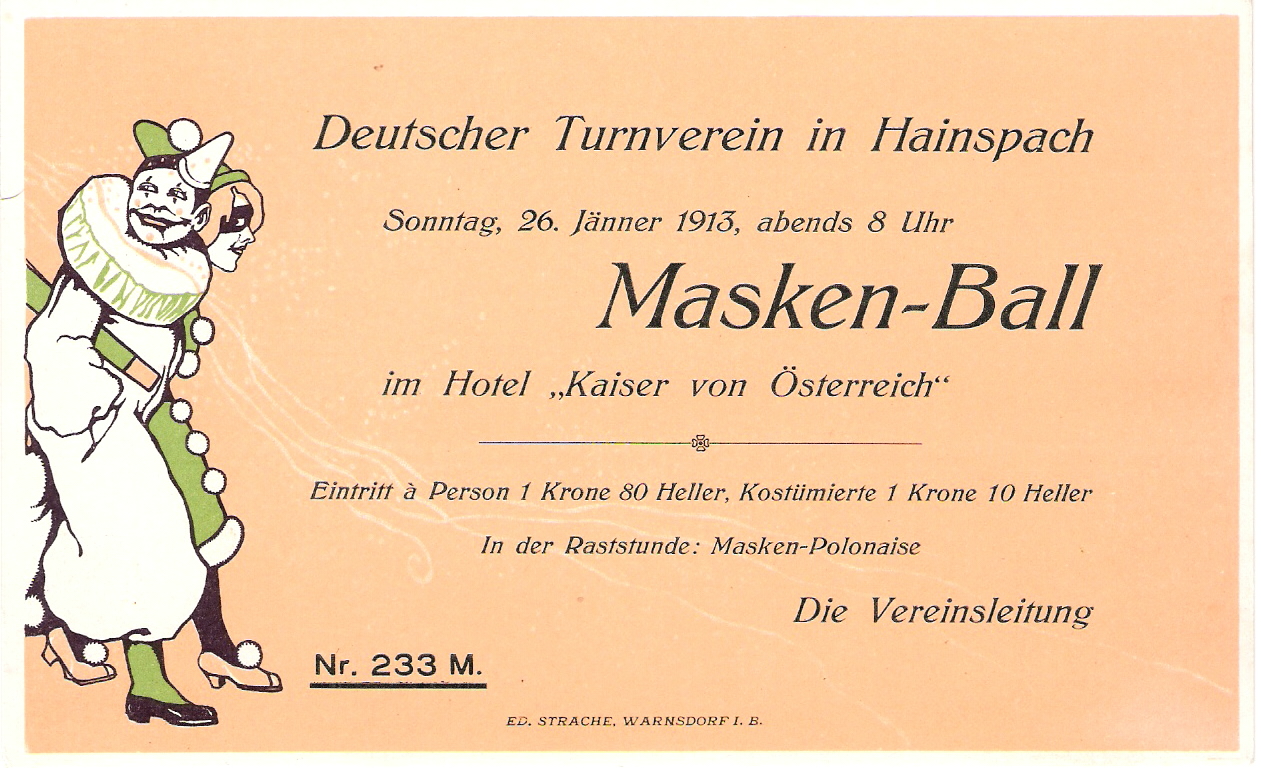 Deutscher Turnverein in Hainspach
Sonntag, 26. Jänner 1913, abends 8 Uhr
Masken-Ball
im Hotel „Kaiser von Österreich“
Eintritt à Person 1 Krone 80 Heller, Kostümierte 1 Krone 10 Heller
In der Raststunde: Masken-Polonaise
Die Vereinsleitung
Nr. 233 M.
ED. STRACHE, WARNSDORF I. B.